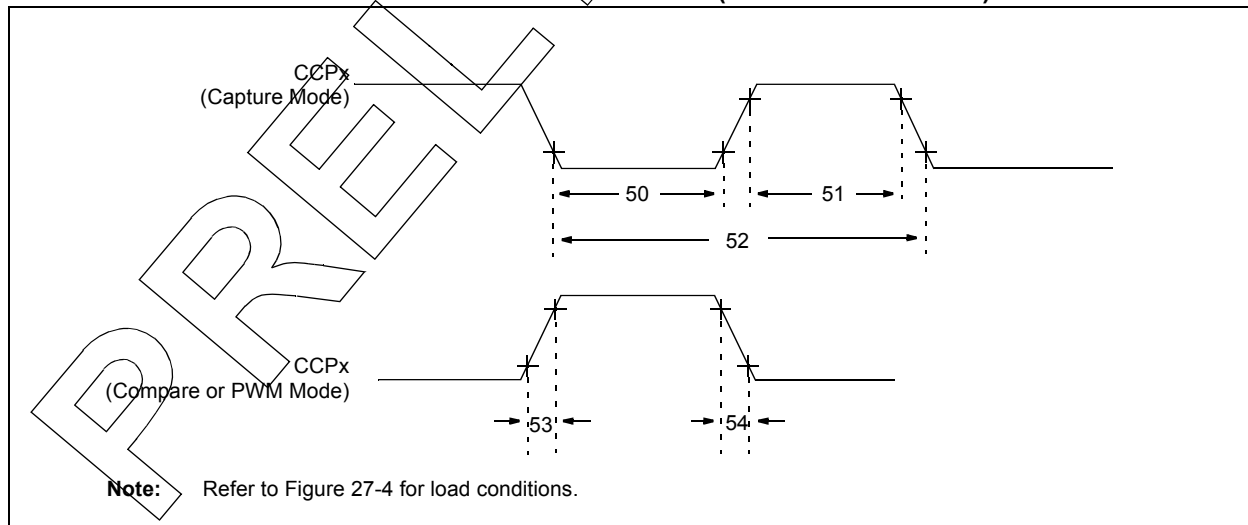 CCPx
(Capture Mode)
50
51
52
CCPx
(Compare or PWM Mode)
53
54
Note: Refer to Figure 27-4 for load conditions.
PREL